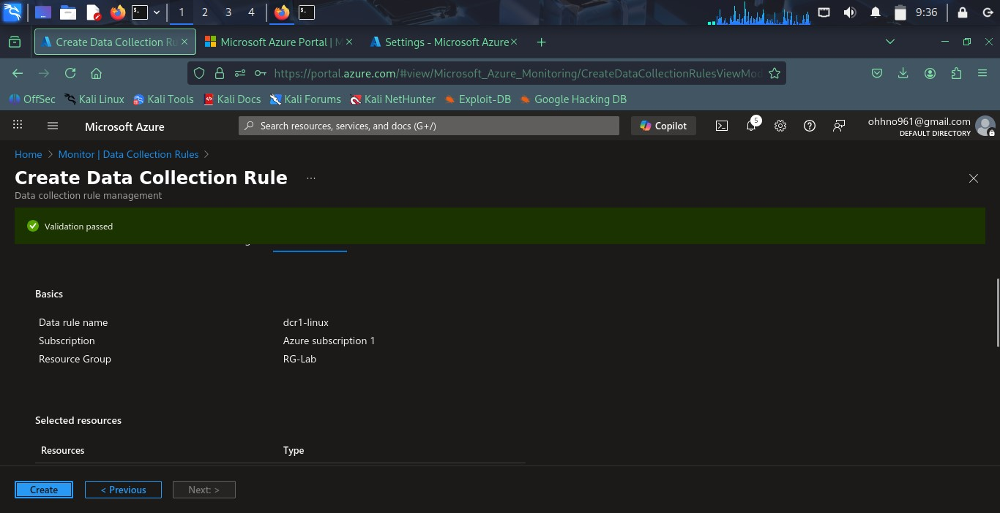 1 2 3 4 9:36
Create Data Collection Ru Microsoft Azure Portal | M Settings - Microsoft Azure
https://portal.azure.com/#view/Microsoft_Azure_Monitoring/CreateDataCollectionRulesViewMod
OffSec Kali Linux Kali Tools Kali Docs Kali Forums Kali NetHunter Exploit-DB Google Hacking DB
Microsoft Azure Search resources, services, and docs (G+/) Copilot 5 ohhno961@gmail.com
DEFAULT DIRECTORY
Home > Monitor | Data Collection Rules >
Create Data Collection Rule ...
Data collection rule management
Validation passed
Basics
Data rule name dcr1-linux
Subscription Azure subscription 1
Resource Group RG-Lab
Selected resources
Resources Type
Create < Previous Next: >